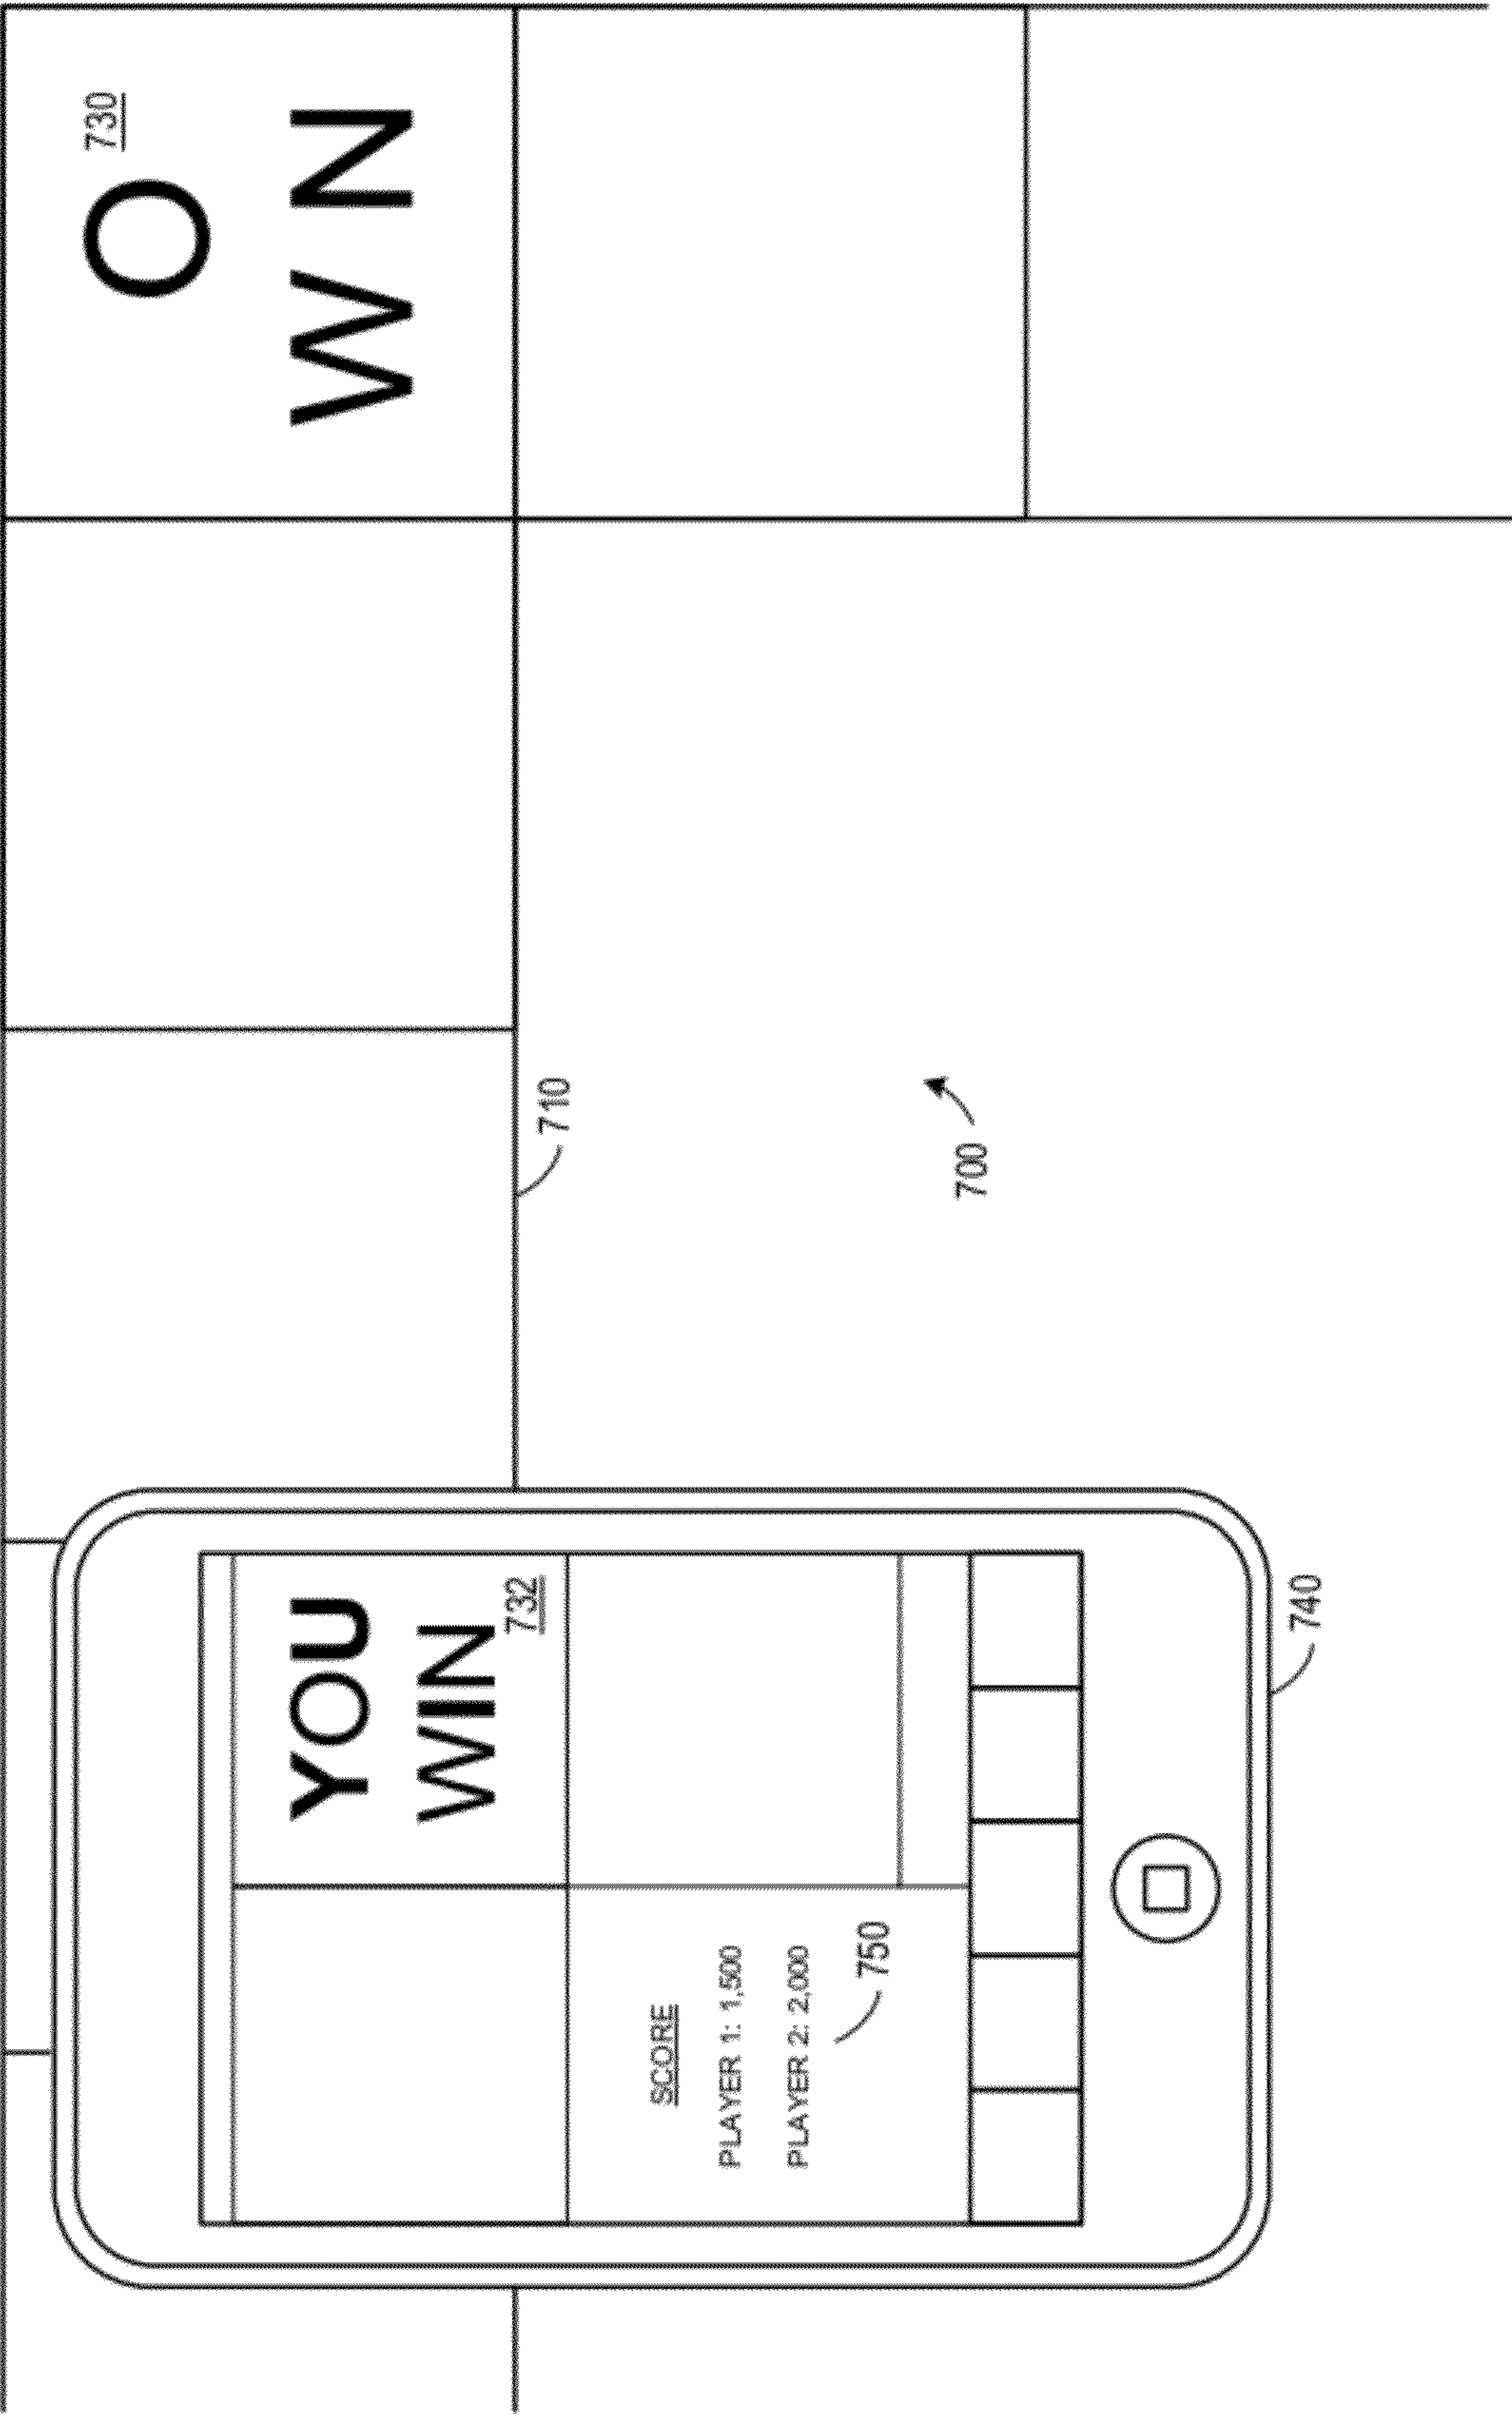 730
O
W N
710
700
YOU
WIN
732
SCORE
PLAYER 1: 1,500
PLAYER 2: 2,000
750
740